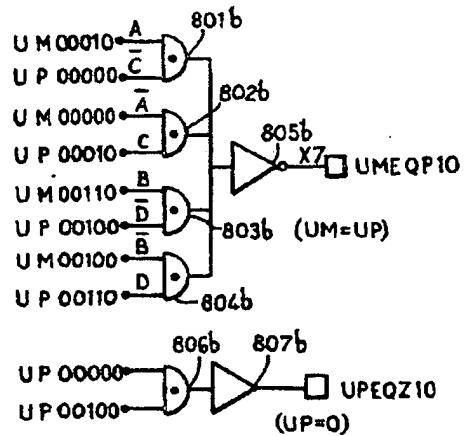 801b
UM00010 A
UP00000 C̅
802b
UM00000 A̅
UP00010 C
805b
X7 UMEQP10
UM00110 B
UP00100 D̅
803b
(UM=UP)
UM00100 B̅
UP00110 D
804b
806b
807b
UP00000
UP00100
UPEQZ10
(UP=0)